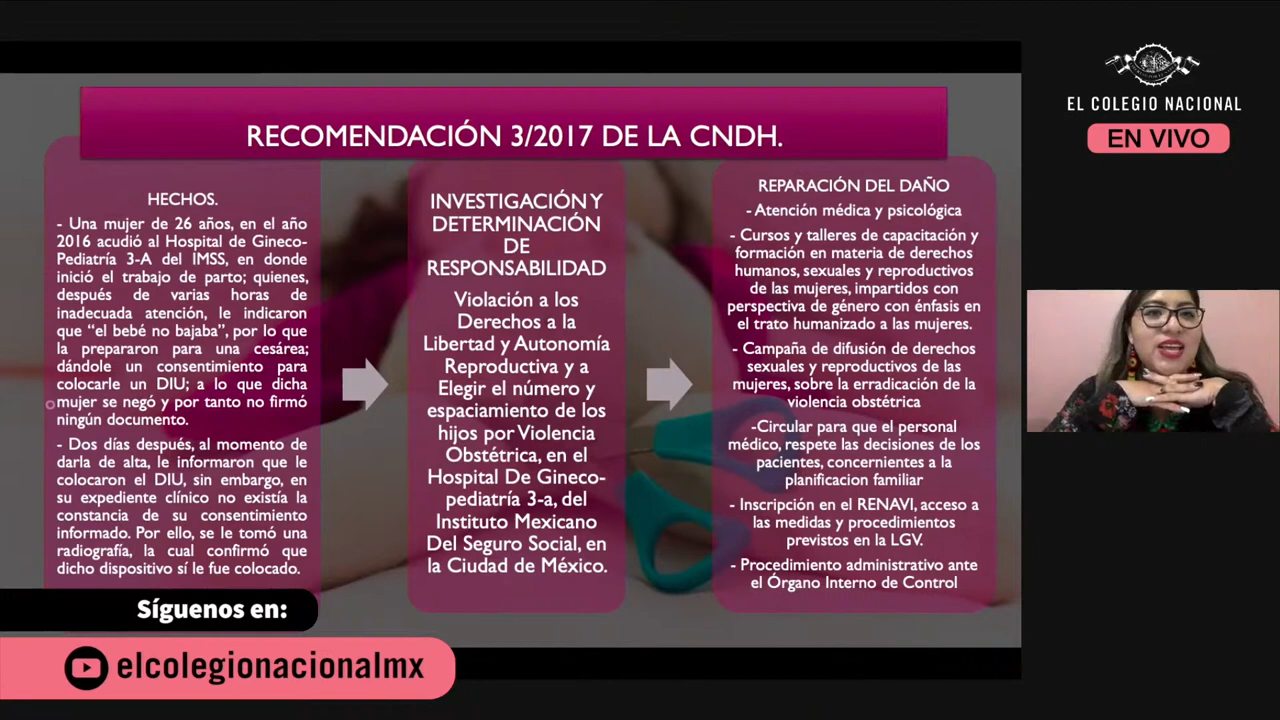 RECOMENDACIÓN 3/2017 DE LA CNDH.
HECHOS.
- Una mujer de 26 años, en el año
2016 acudió al Hospital de Gineco-
Pediatría 3-A del IMSS, en donde
inició el trabajo de parto; quienes,
después de varias horas de
inadecuada atención, le indicaron
que “el bebé no bajaba”, por lo que
la prepararon para una cesárea;
dándole un consentimiento para
colocarle un DIU; a lo que dicha
mujer se negó y por tanto no firmó
ningún documento.
- Dos días después, al momento de
darla de alta, le informaron que le
colocaron el DIU, sin embargo, en
su expediente clínico no existía la
constancia de su consentimiento
informado. Por ello, se le tomó una
radiografía, la cual confirmó que
dicho dispositivo sí le fue colocado.
INVESTIGACIÓN Y
DETERMINACIÓN
DE
RESPONSABILIDAD
Violación a los
Derechos a la
Libertad y Autonomía
Reproductiva y a
Elegir el número y
espaciamiento de los
hijos por Violencia
Obstétrica, en el
Hospital De Gineco-
pediatría 3-a, del
Instituto Mexicano
Del Seguro Social, en
la Ciudad de México.
REPARACIÓN DEL DAÑO
- Atención médica y psicológica
- Cursos y talleres de capacitación y
formación en materia de derechos
humanos, sexuales y reproductivos
de las mujeres, impartidos con
perspectiva de género con énfasis en
el trato humanizado a las mujeres.
- Campaña de difusión de derechos
sexuales y reproductivos de las
mujeres, sobre la erradicación de la
violencia obstétrica
-Circular para que el personal
médico, respete las decisiones de los
pacientes, concernientes a la
planificacion familiar
- Inscripción en el RENAVI, acceso a
las medidas y procedimientos
previstos en la LGV.
- Procedimiento administrativo ante
el Órgano Interno de Control
EL COLEGIO NACIONAL
EN VIVO
Síguenos en:
elcolegionacionalmx